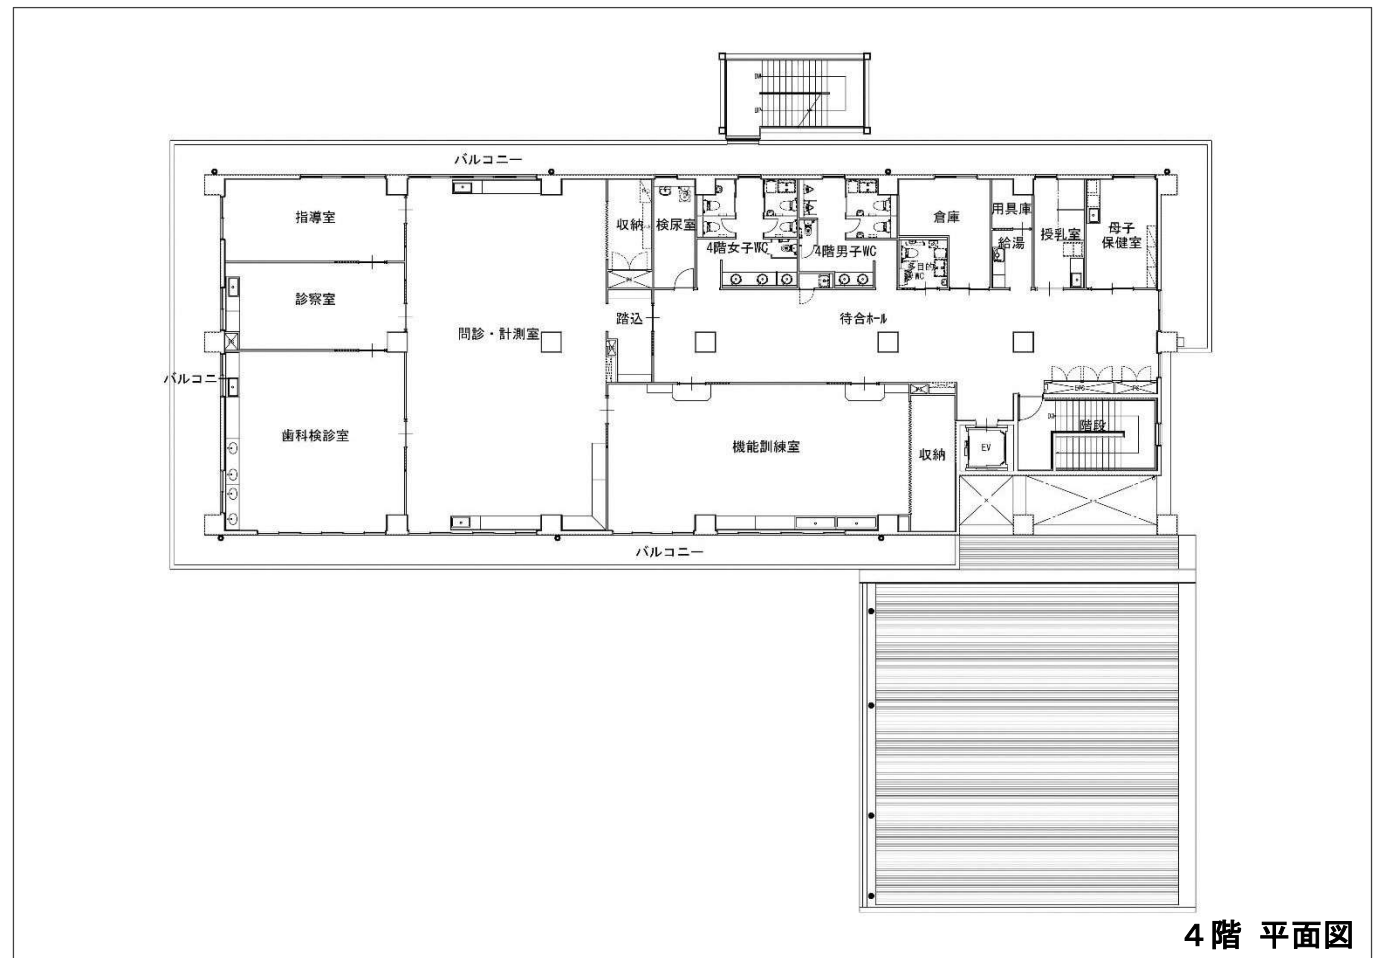 バルコニー
指導室
収納
検尿室
4階女子WC
4階男子WC
倉庫
用具庫
給湯
多目的
WC
授乳室
母子
保健室
診察室
問診・計測室
踏込
待合ホール
バルコニー
歯科検診室
機能訓練室
収納
EV
階段
バルコニー
4階 平面図